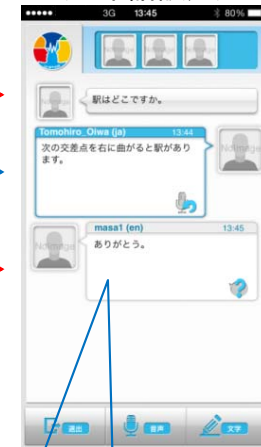 3G 13:45 80%
駅はどこですか。
Tomohiro_Oiwa (ja) 13:44
次の交差点を右に曲がると駅があり
ます。
NoImage
masa1 (en) 13:45
ありがとう。
NoImage
退出 音声 文字